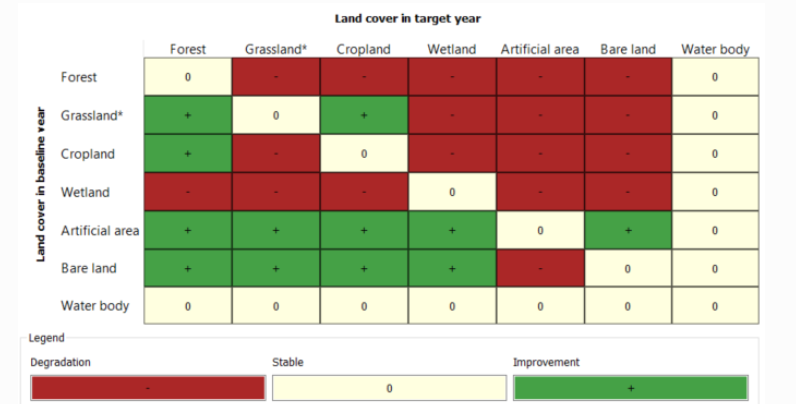 Land cover in target year
Forest Grassland* Cropland Wetland Artificial area Bare land Water body
Land cover in baseline year
Forest 0 - - - - - 0
Grassland* + 0 + - - - 0
Cropland + - 0 - - - 0
Wetland - - - 0 - - 0
Artificial area + + + + 0 + 0
Bare land + + + + - 0 0
Water body 0 0 0 0 0 0 0
Legend
Degradation Stable Improvement
- 0 +